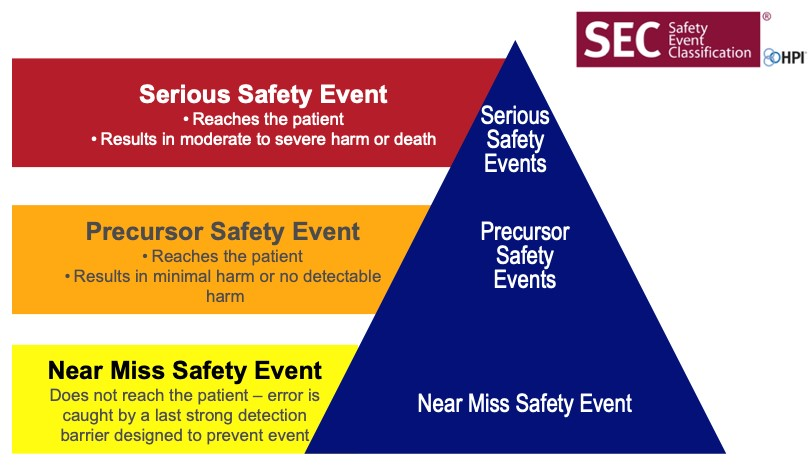 SEC Safety
Event
Classification
®
HPI
Serious Safety Event
• Reaches the patient
• Results in moderate to severe harm or death
Serious
Safety
Events
Precursor Safety Event
• Reaches the patient
• Results in minimal harm or no detectable
harm
Precursor
Safety
Events
Near Miss Safety Event
Does not reach the patient – error is
caught by a last strong detection
barrier designed to prevent event
Near Miss Safety Event